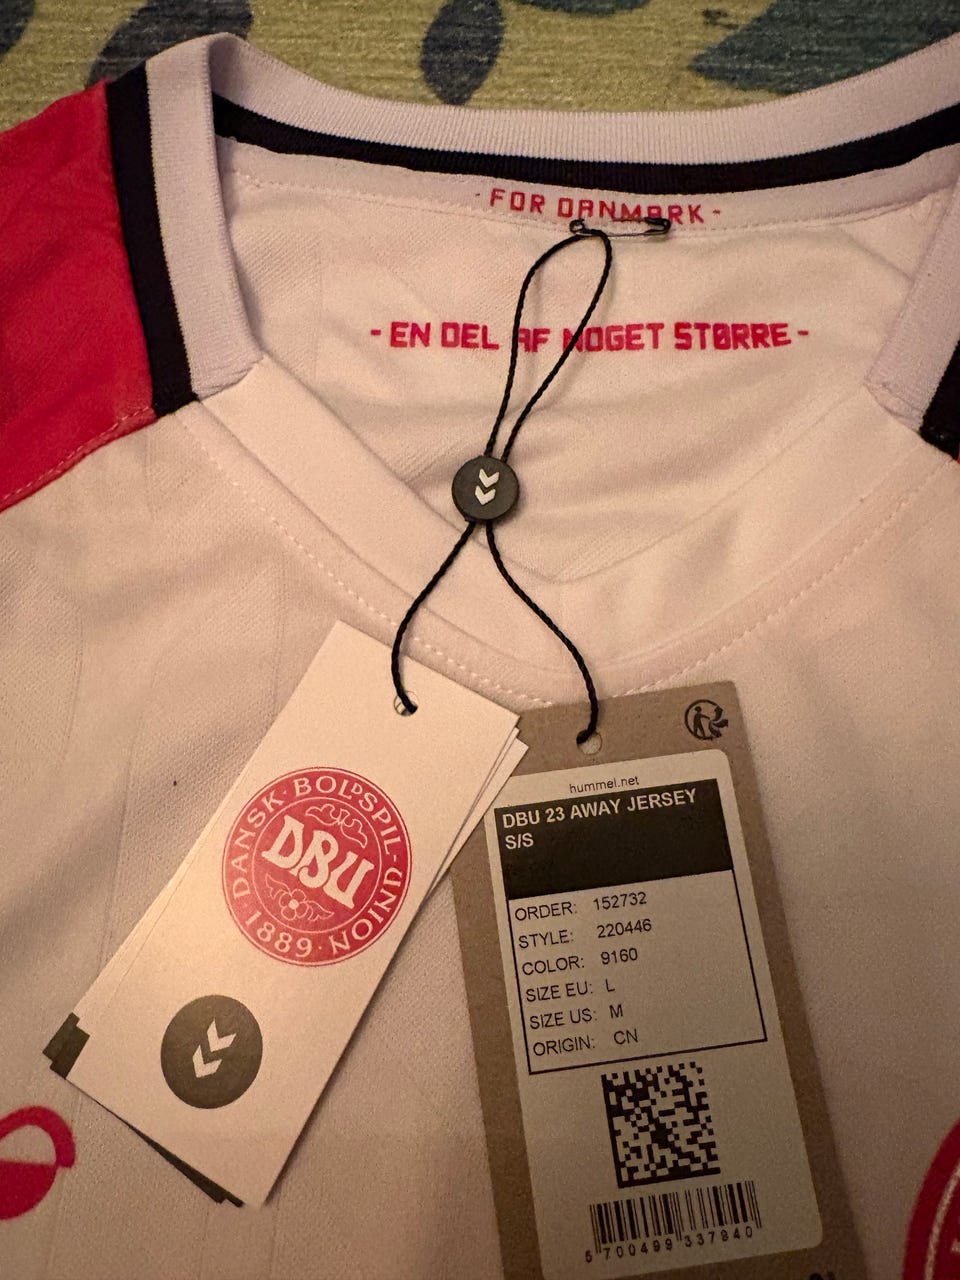 - FOR DANMARK -
- EN DEL AF NOGET STØRRE -
DANSK · BOLDSPIL - UNION · 1889 ·
DBU
hummel.net
DBU 23 AWAY JERSEY
S/S
ORDER: 152732
STYLE: 220446
COLOR: 9160
SIZE EU: L
SIZE US: M
ORIGIN: CN
5 700499 337940